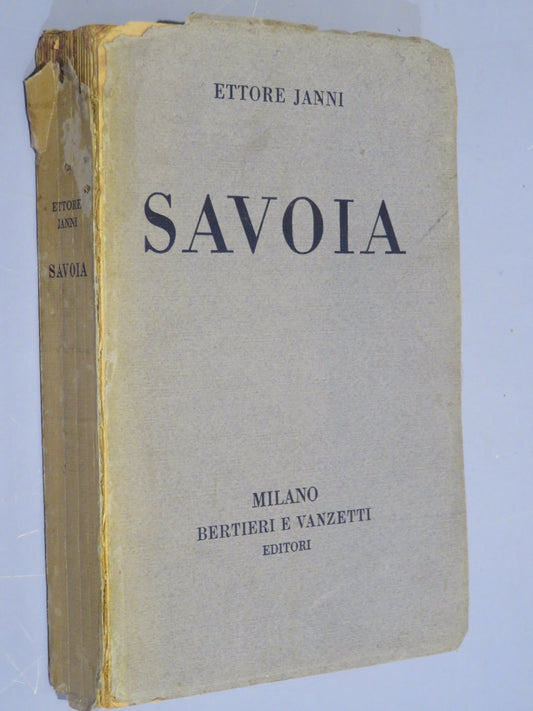 ETTORE JANNI
SAVOIA
MILANO
BERTIERI E VANZETTI
EDITORI
ETTORE
JANNI
SAVOIA